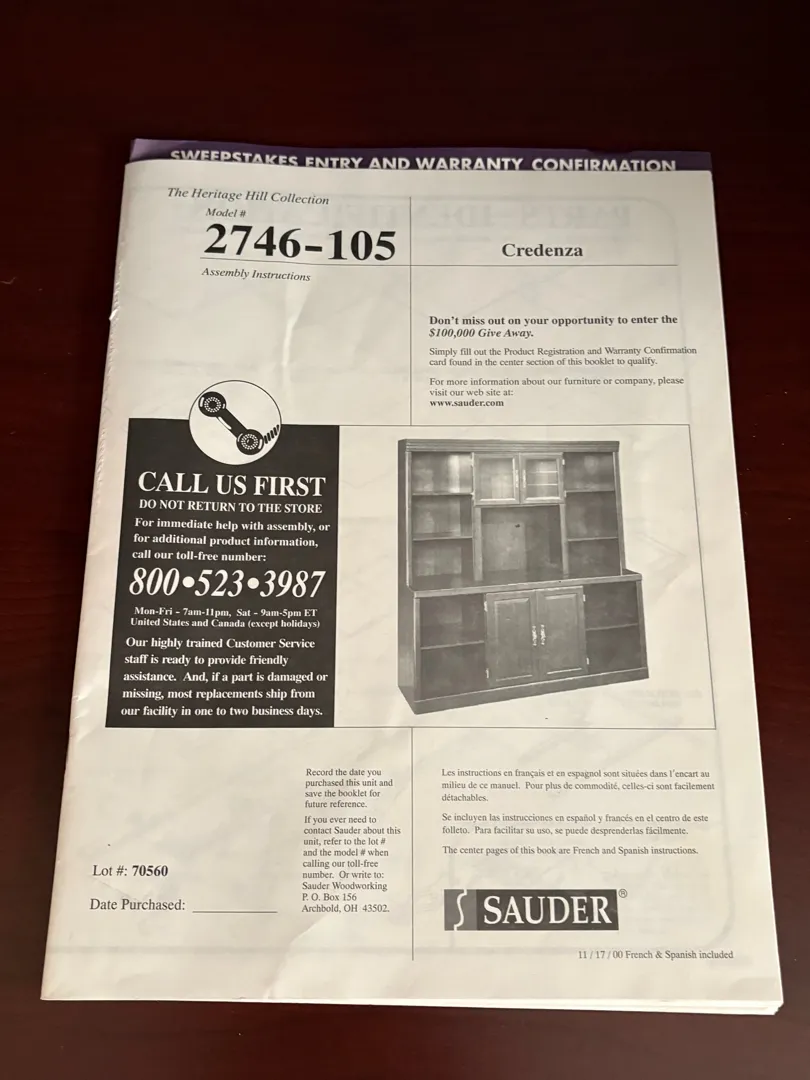 SWEEPSTAKES ENTRY AND WARRANTY CONFIRMATION
The Heritage Hill Collection
Model #
2746-105
Assembly Instructions
Credenza
Don't miss out on your opportunity to enter the
$100,000 Give Away.
Simply fill out the Product Registration and Warranty Confirmation
card found in the center section of this booklet to qualify.
For more information about our furniture or company, please
visit our web site at:
www.sauder.com
CALL US FIRST
DO NOT RETURN TO THE STORE
For immediate help with assembly, or
for additional product information,
call our toll-free number:
800•523•3987
Mon-Fri - 7am-11pm, Sat - 9am-5pm ET
United States and Canada (except holidays)
Our highly trained Customer Service
staff is ready to provide friendly
assistance. And, if a part is damaged or
missing, most replacements ship from
our facility in one to two business days.
Record the date you
purchased this unit and
save the booklet for
future reference.
If you ever need to
contact Sauder about this
unit, refer to the lot #
and the model # when
calling our toll-free
number. Or write to:
Sauder Woodworking
P. O. Box 156
Archbold, OH 43502.
Lot #: 70560
Date Purchased: ____________
Les instructions en français et en espagnol sont situées dans l'encart au
milieu de ce manuel. Pour plus de commodité, celles-ci sont facilement
détachables.
Se incluyen las instrucciones en español y francés en el centro de este
folleto. Para facilitar su uso, se puede desprenderlas fácilmente.
The center pages of this book are French and Spanish instructions.
SAUDER®
11 / 17 / 00 French & Spanish included